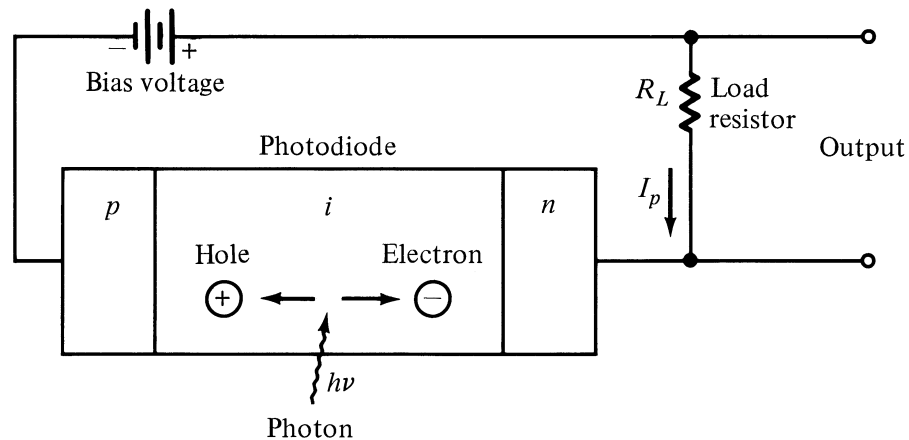 − +
Bias voltage
R_L Load
resistor
Output
Photodiode
I_p
p i n
Hole Electron
+ −
hν
Photon